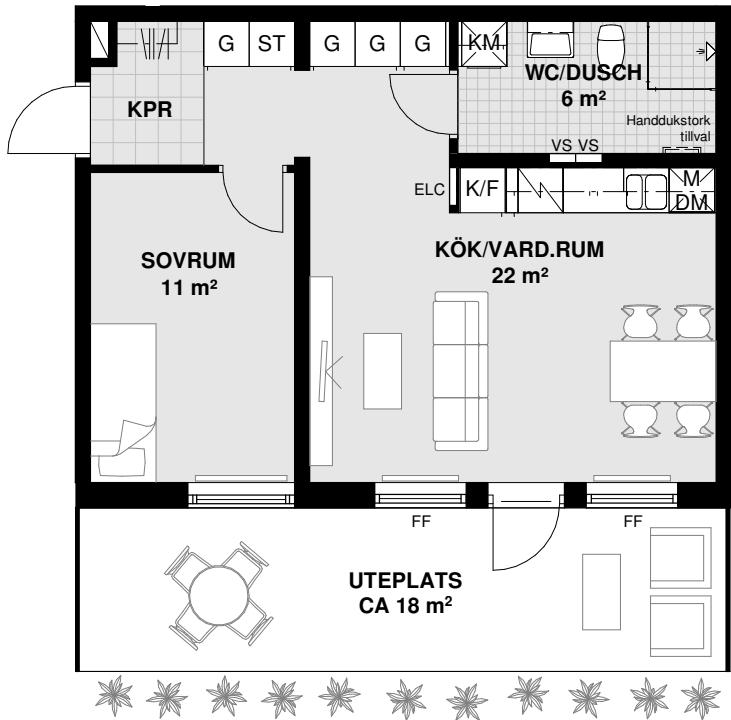 G
ST
G
G
G
KM
WC/DUSCH
6 m²
KPR
Handdukstork
tillval
VS VS
ELC
K/F
M
DM
SOVRUM
11 m²
KÖK/VARD.RUM
22 m²
FF
FF
UTEPLATS
CA 18 m²